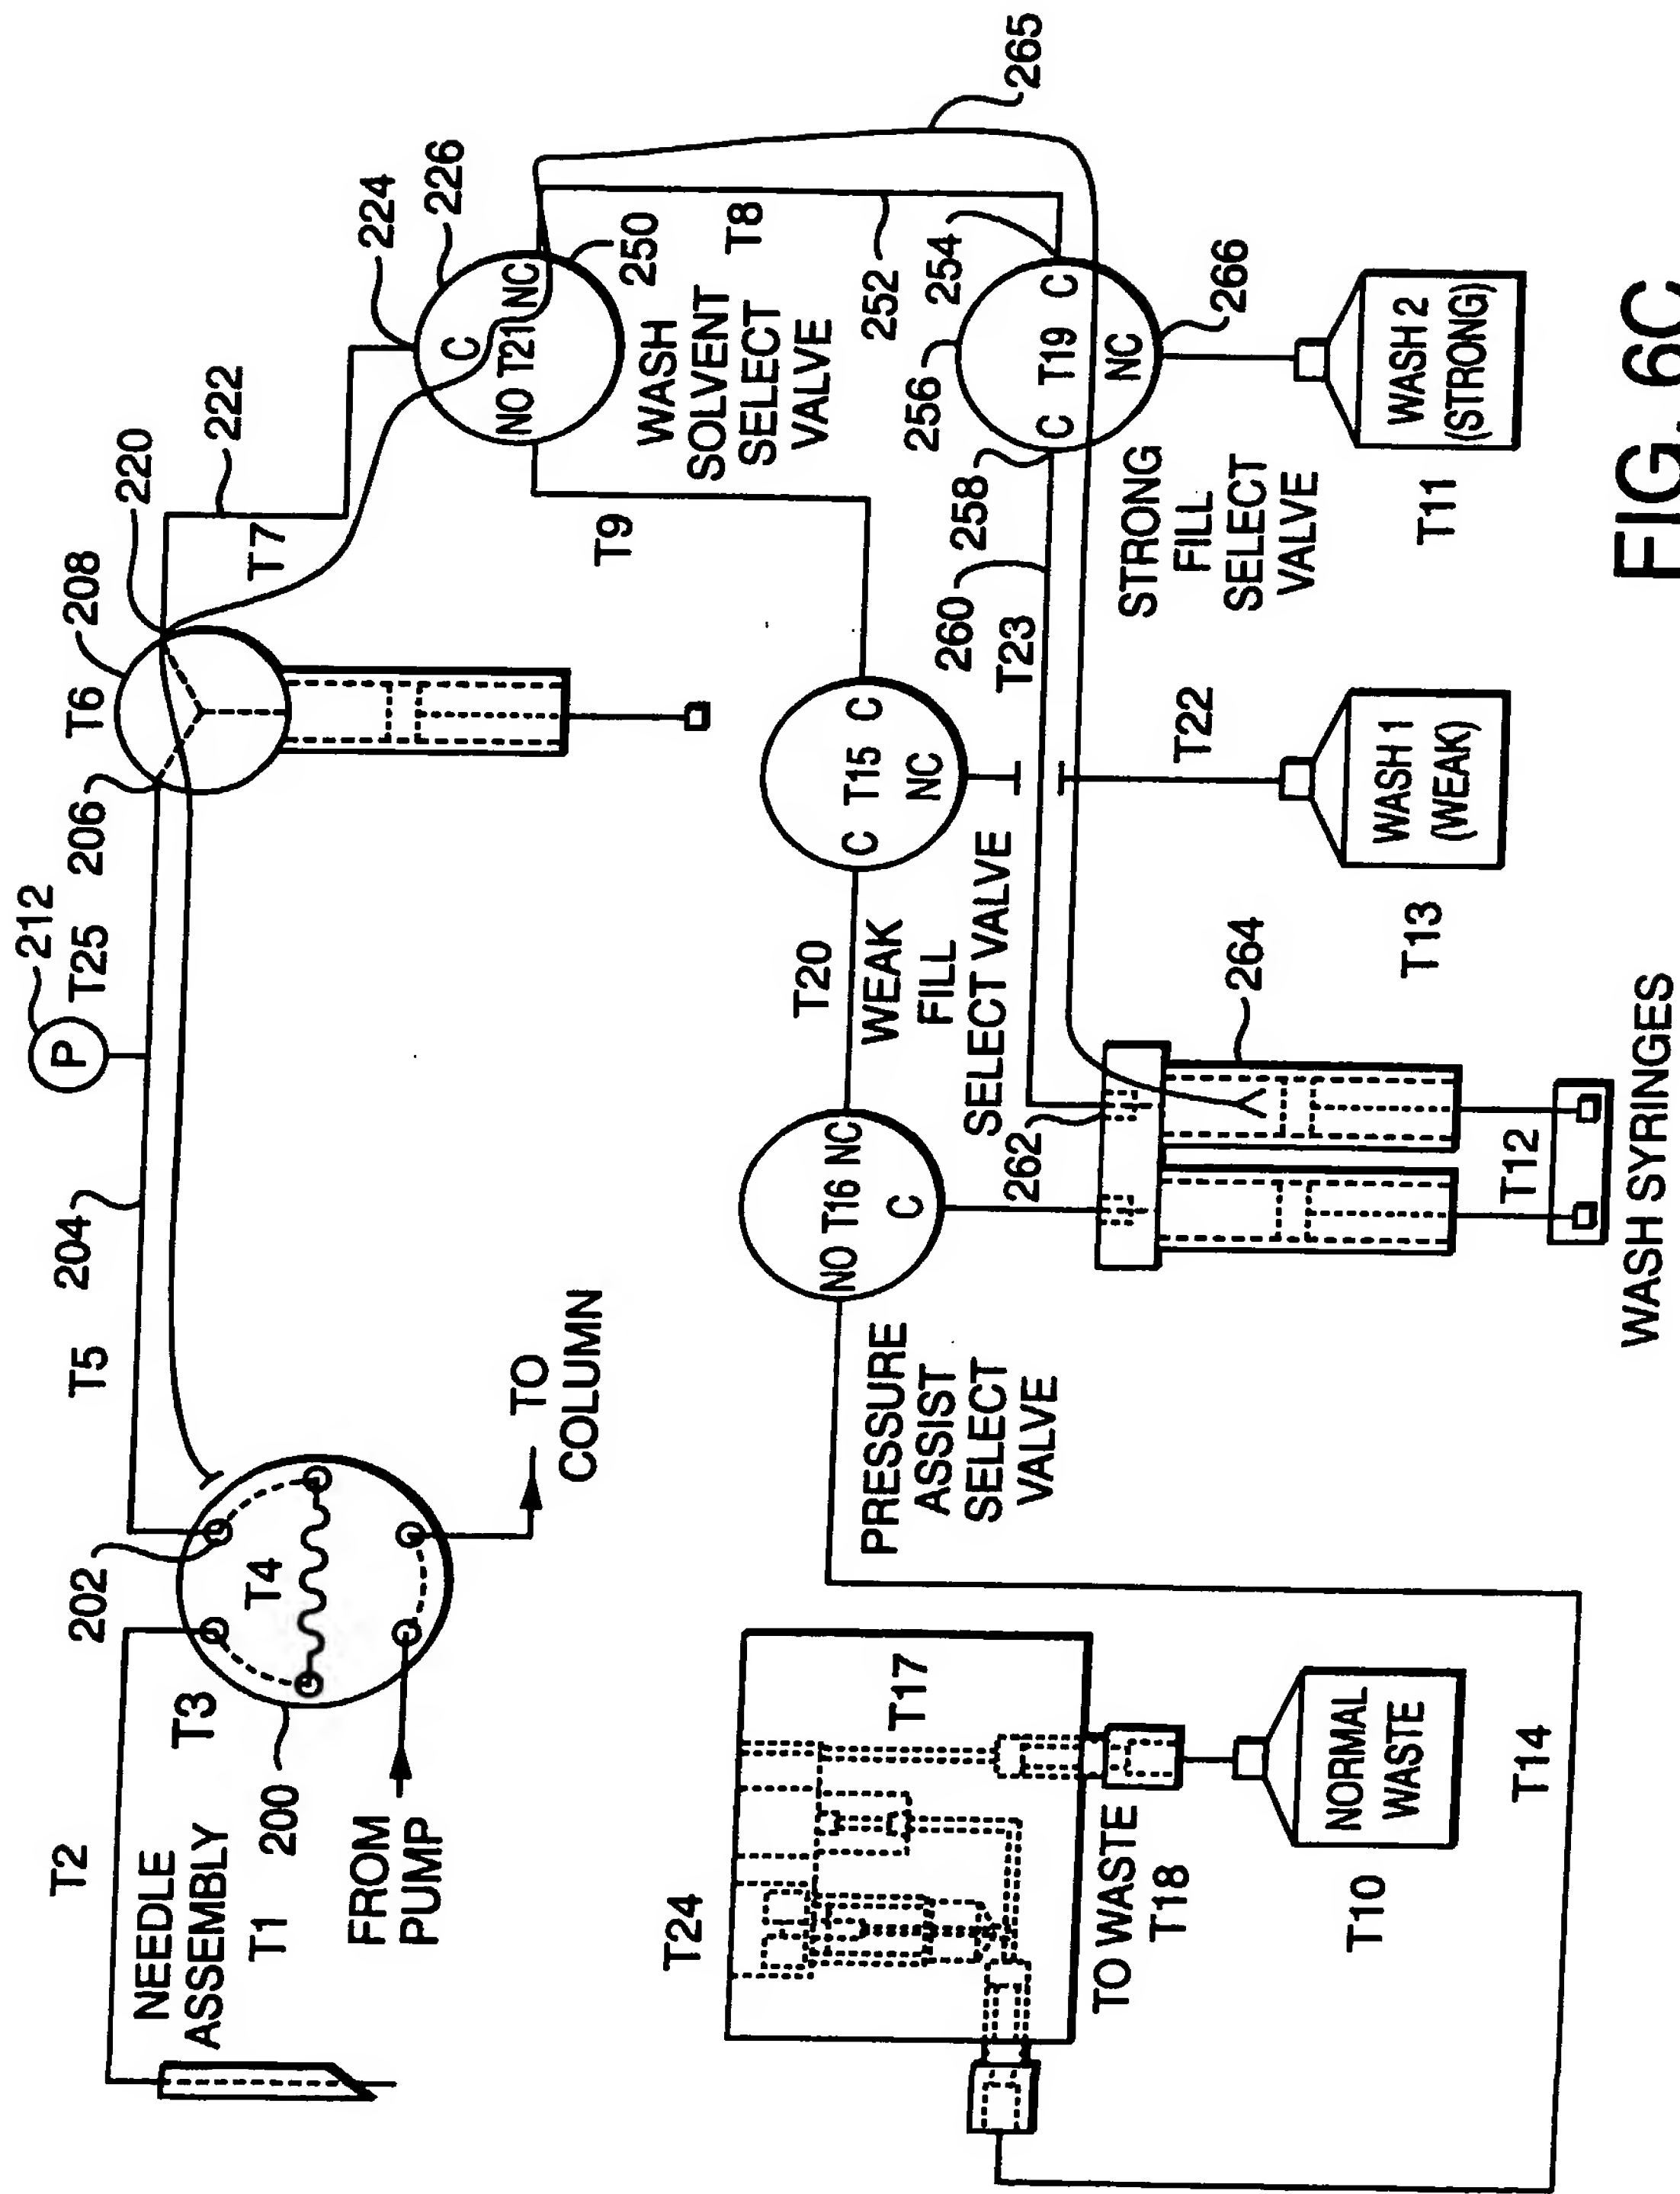 T2
NEEDLE
ASSEMBLY
T1
200
T3
FROM
PUMP
202
T4
T5
204
TO
COLUMN
P
212
T25
206
T6
208
220
222
T7
224
226
C
NO T21 NC
250
WASH
SOLVENT
SELECT
VALVE
T8
252
265
T9
254
256
C T19 C
NC
258
266
260
T23
STRONG
FILL
SELECT
VALVE
WASH 2
(STRONG)
T11
C T15 C
NC
T20
WEAK
FILL
SELECT VALVE
T22
WASH 1
(WEAK)
T13
NO T16 NC
C
PRESSURE
ASSIST
SELECT
VALVE
262
264
T12
WASH SYRINGES
T24
T17
TO WASTE
T18
NORMAL
WASTE
T10
T14
FIG. 6C